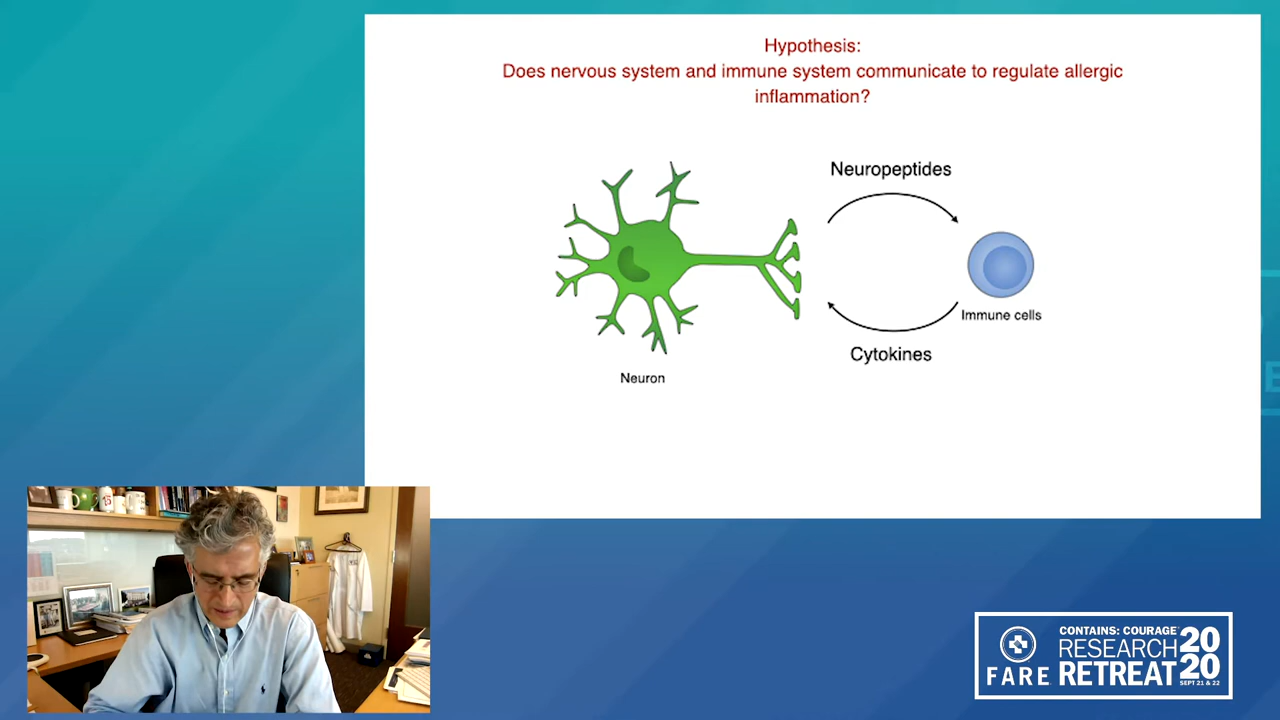 Hypothesis:
Does nervous system and immune system communicate to regulate allergic
inflammation?
Neuropeptides
Immune cells
Cytokines
Neuron
CONTAINS: COURAGE
RESEARCH
RETREAT
2020
SEPT 21 & 22
FARE